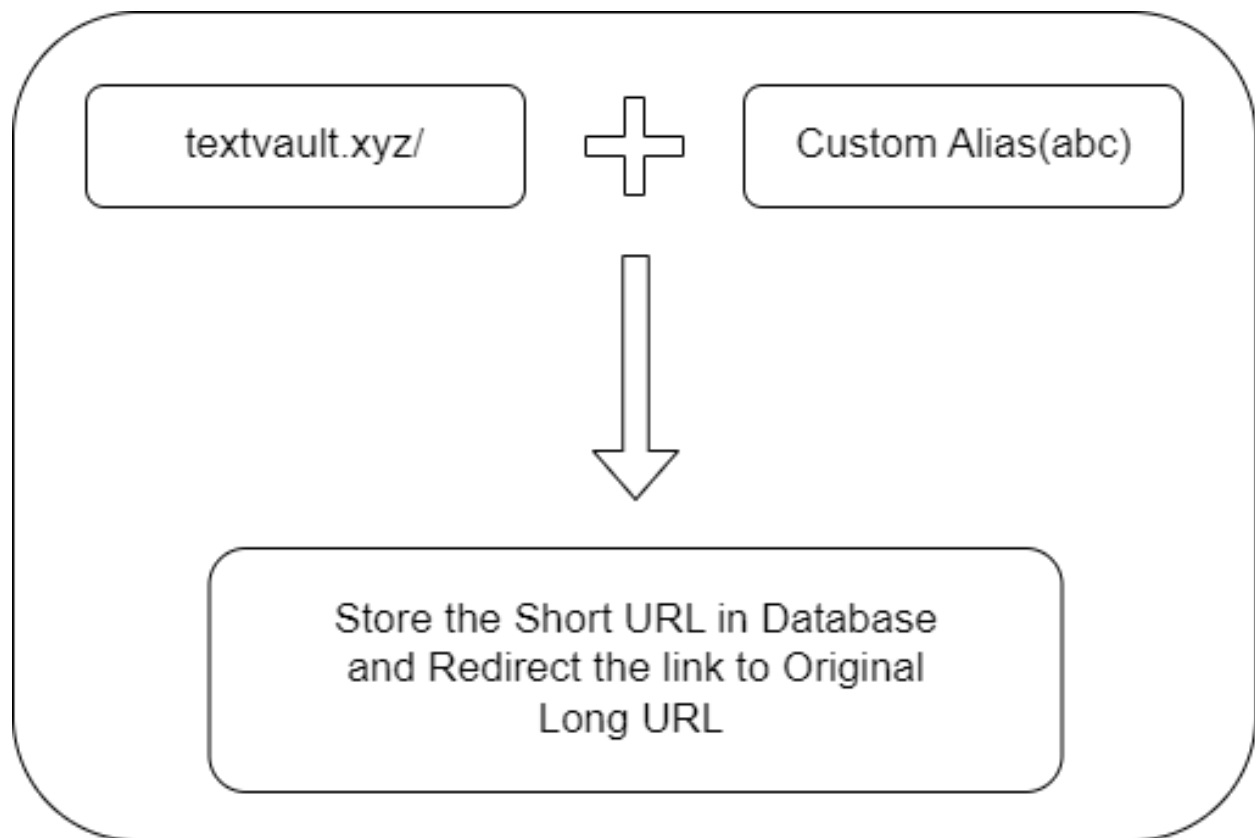 textvault.xyz/
Custom Alias(abc)
Store the Short URL in Database
and Redirect the link to Original
Long URL